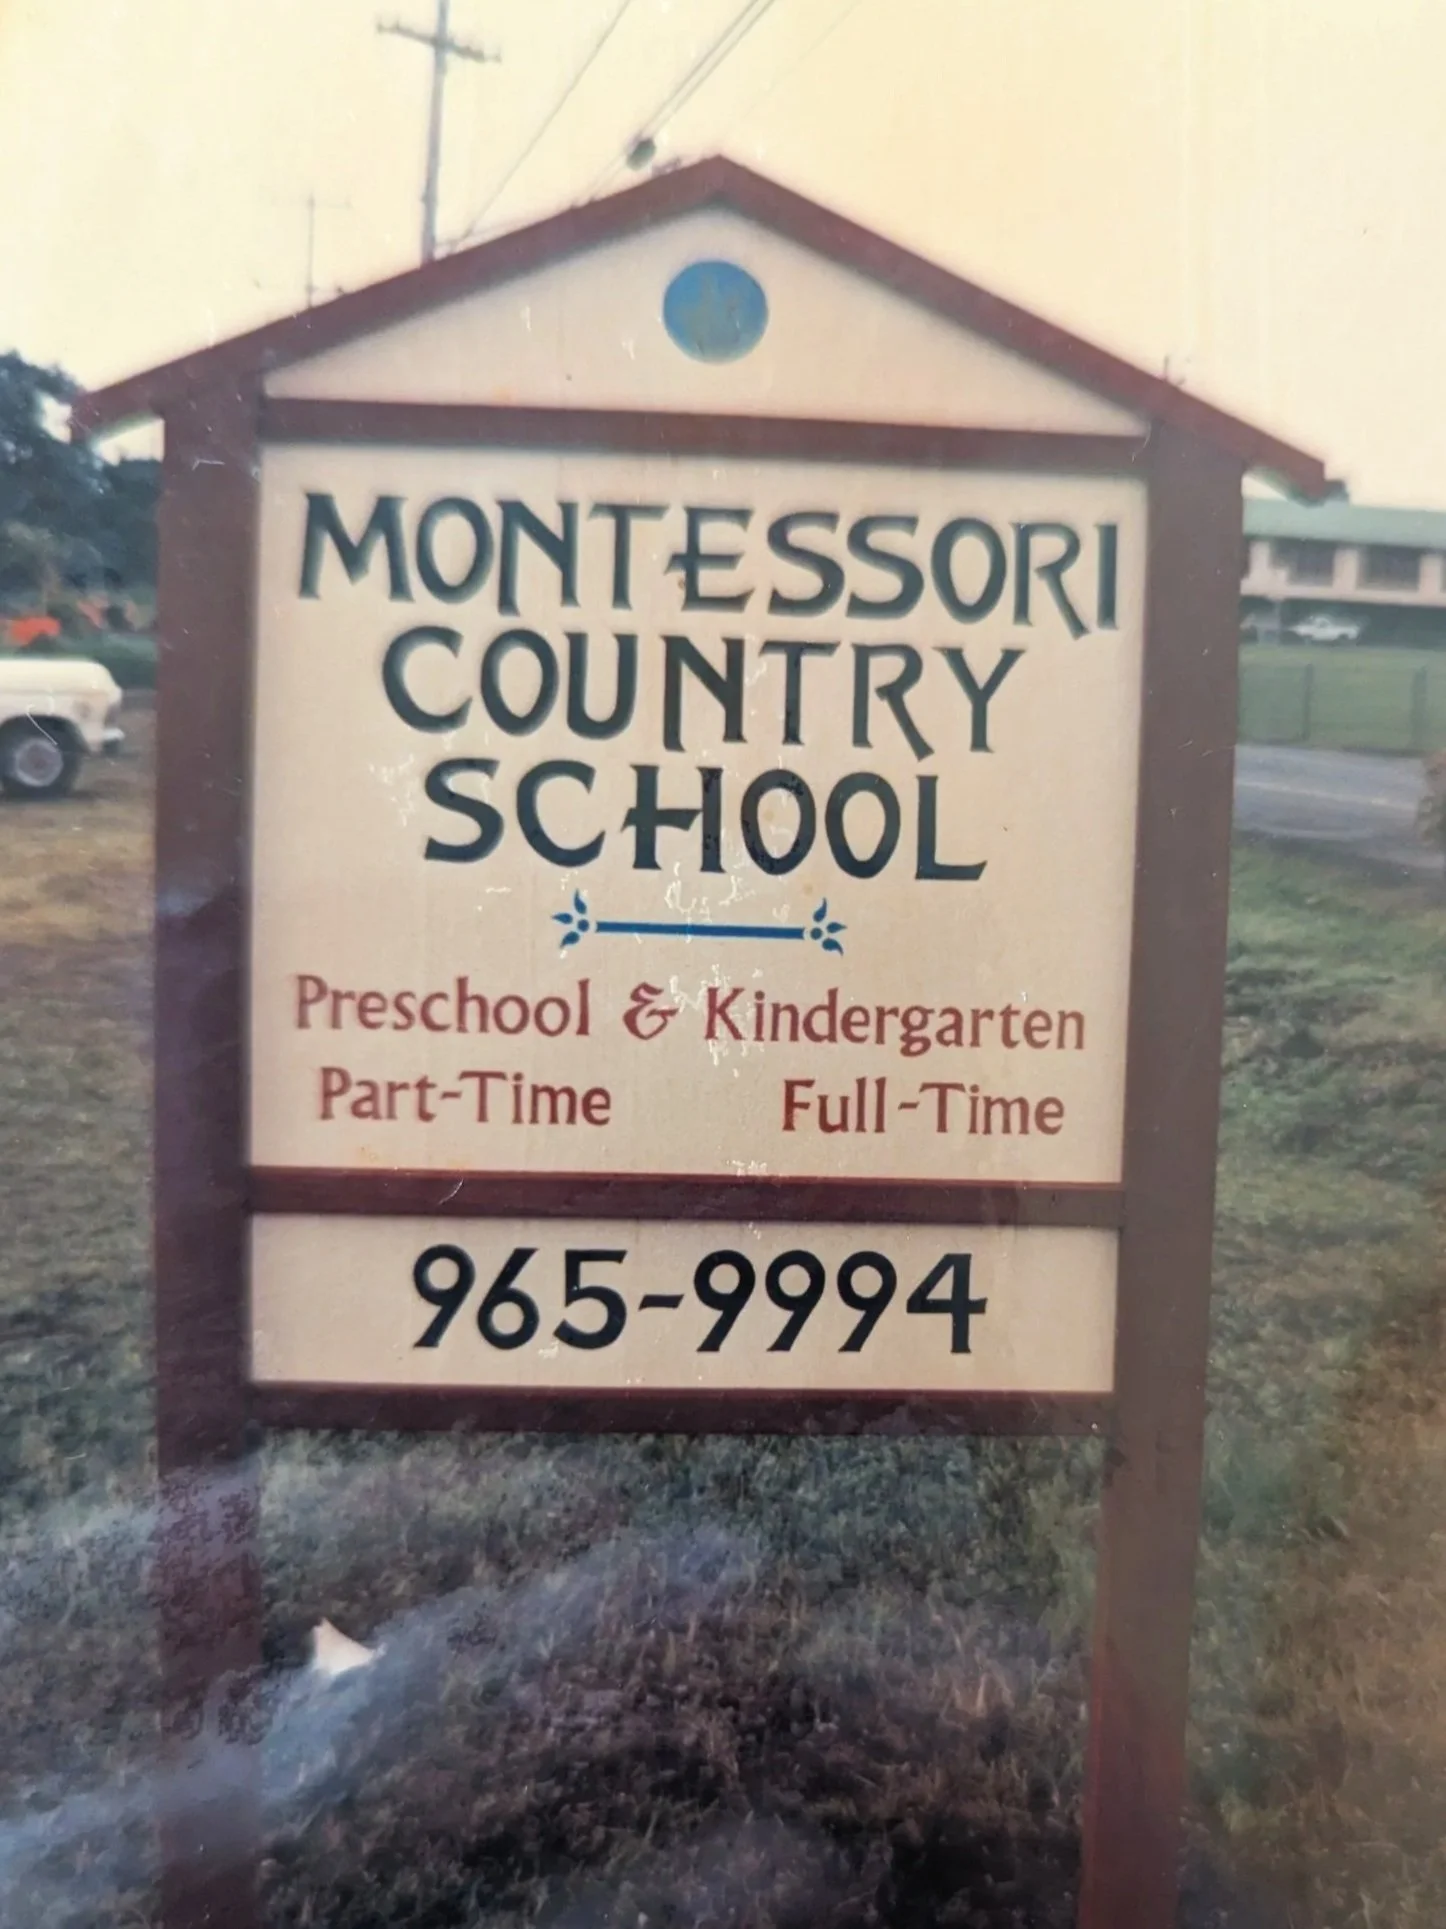 MONTESSORI
COUNTRY
SCHOOL
Preschool & Kindergarten
Part-Time Full-Time
965-9994